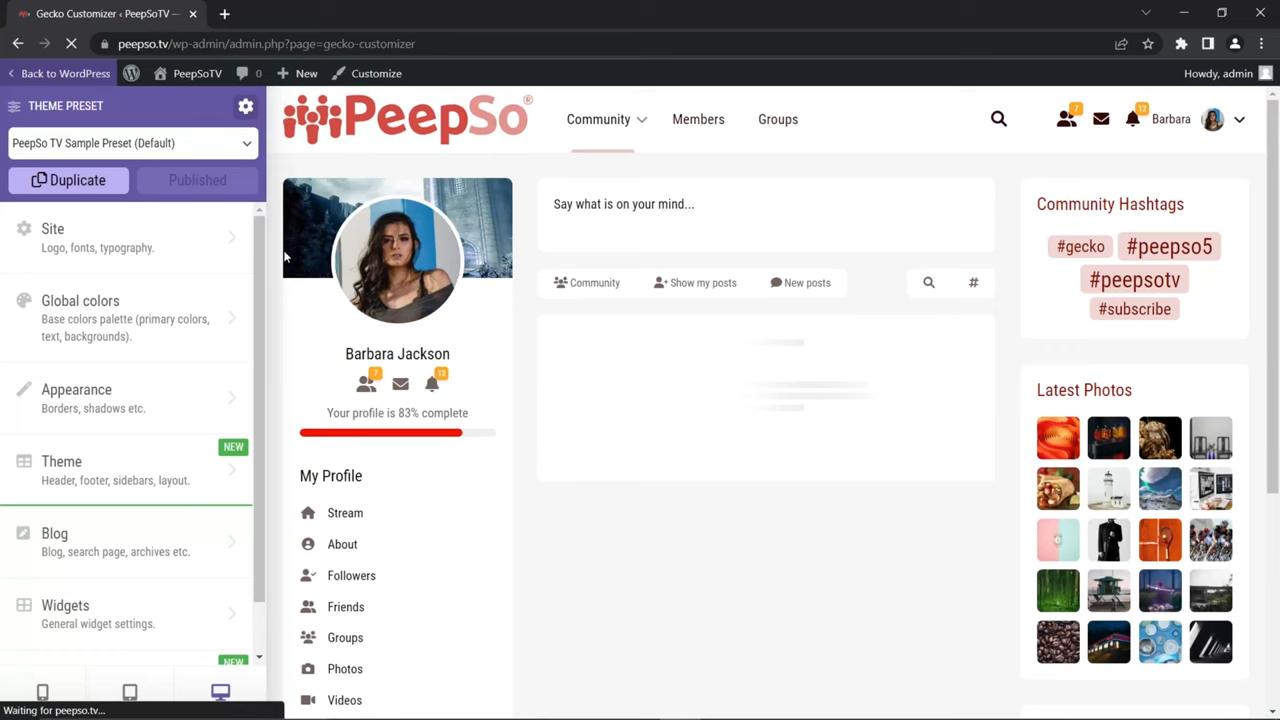 Gecko Customizer ‹ PeepSoTV —
peepso.tv/wp-admin/admin.php?page=gecko-customizer
Back to WordPress
PeepSoTV
0
New
Customize
Howdy, admin
THEME PRESET
PeepSo TV Sample Preset (Default)
Duplicate
Published
Site
Logo, fonts, typography.
Global colors
Base colors palette (primary colors,
text, backgrounds).
Appearance
Borders, shadows etc.
NEW
Theme
Header, footer, sidebars, layout.
Blog
Blog, search page, archives etc.
Widgets
General widget settings.
NEW
Waiting for peepso.tv...
PeepSo®
Community
Members
Groups
7
12
Barbara
Barbara Jackson
7
12
Your profile is 83% complete
My Profile
Stream
About
Followers
Friends
Groups
Photos
Videos
Say what is on your mind...
Community
Show my posts
New posts
#
Community Hashtags
#gecko
#peepso5
#peepsotv
#subscribe
Latest Photos